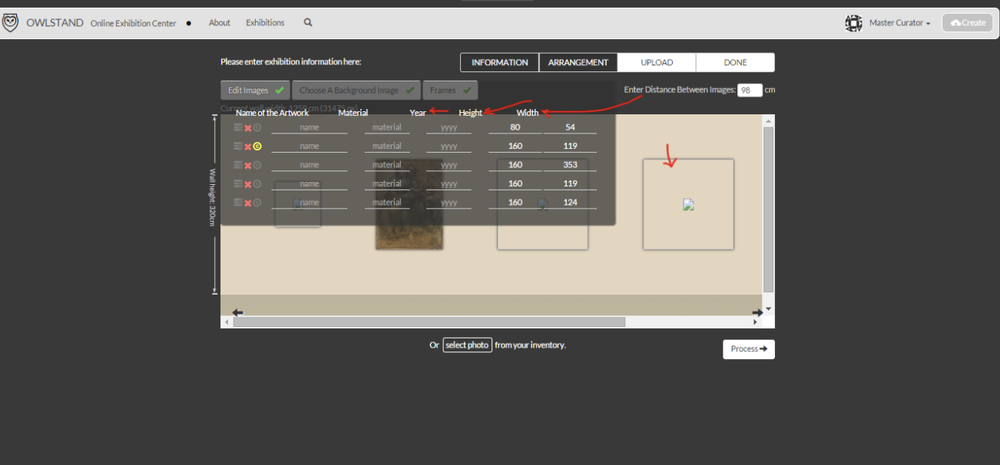 OWLSTAND Online Exhibition Center About Exhibitions Master Curator Create
Please enter exhibition information here: INFORMATION ARRANGEMENT UPLOAD DONE
Edit Images Choose A Background Image Frames Enter Distance Between Images: 98 cm
Current wall width: 1259 cm (31475 px)
Name of the Artwork Material Year Height Width
name material yyyy 80 54
name material yyyy 160 119
name material yyyy 160 353
name material yyyy 160 119
name material yyyy 160 124
Wall height: 320cm
Or select photo from your inventory.
Process